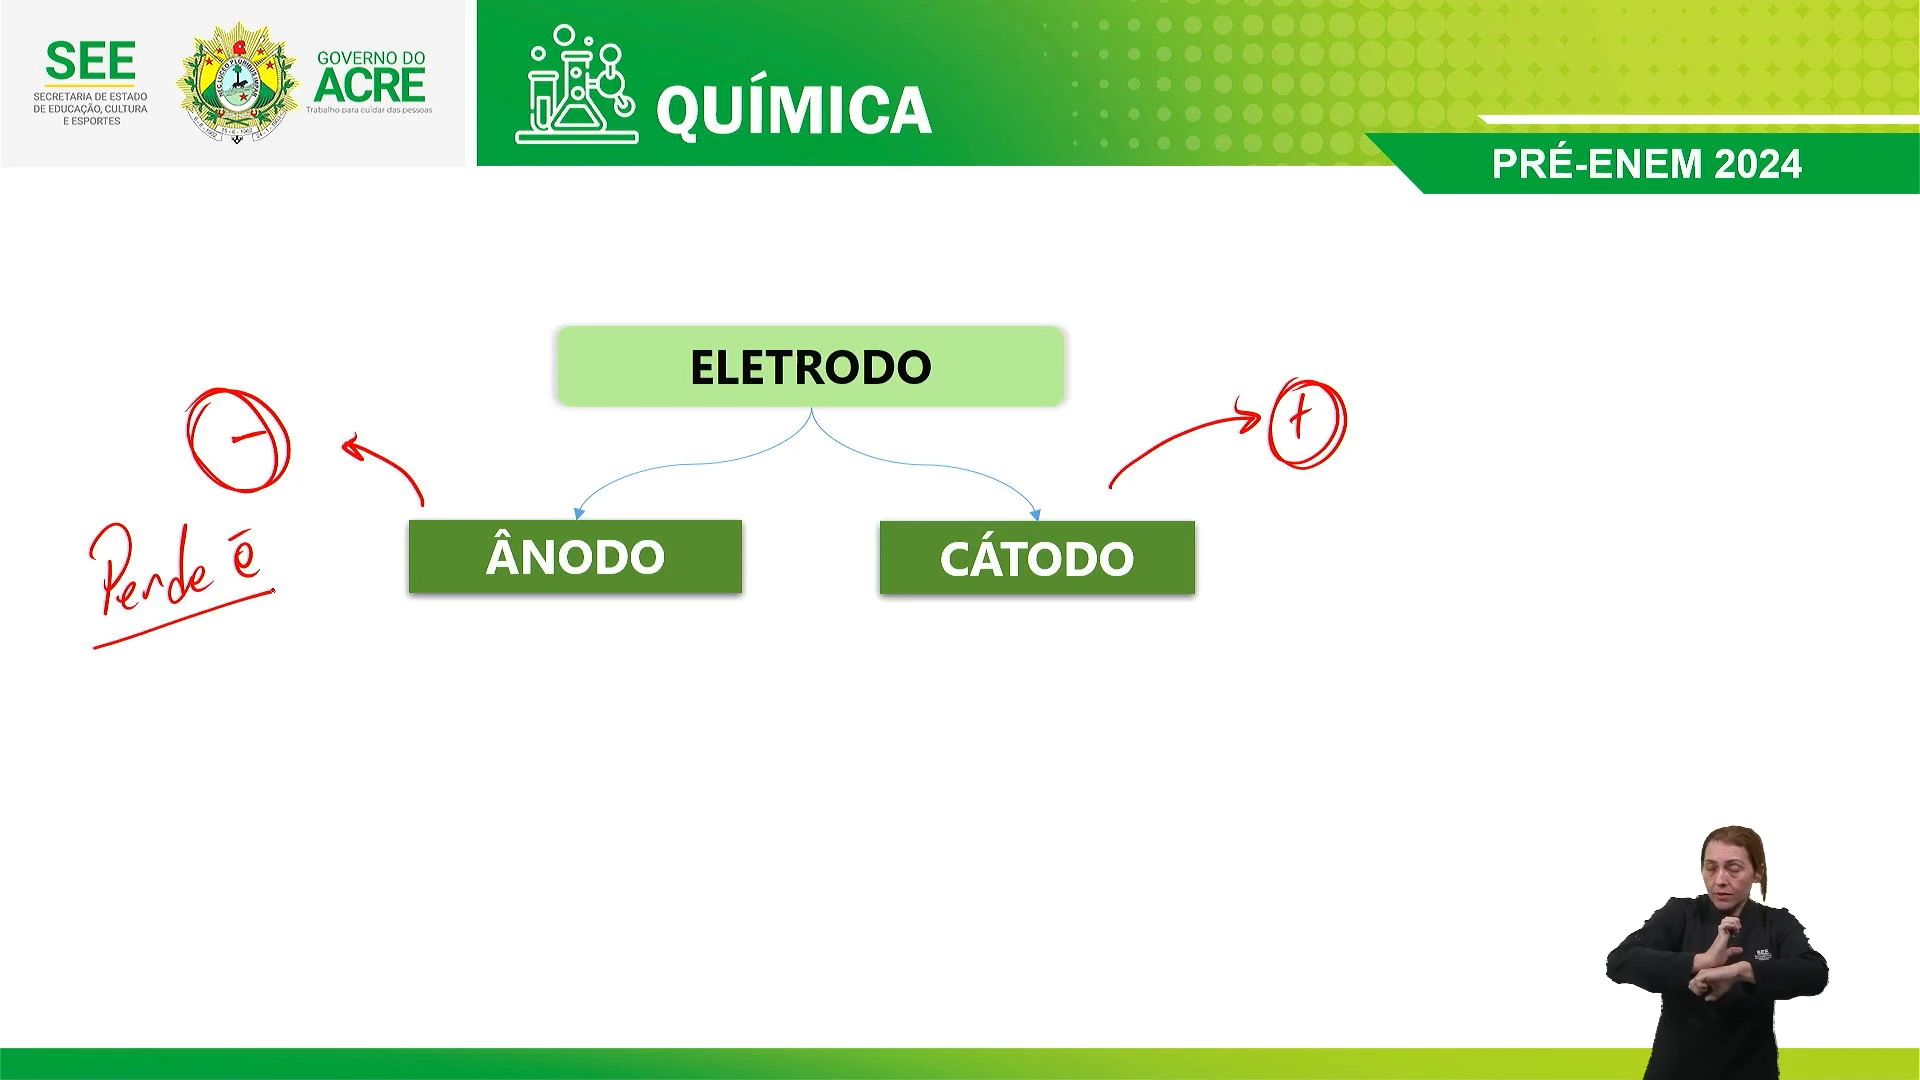 SEE
SECRETARIA DE ESTADO
DE EDUCAÇÃO, CULTURA
E ESPORTES
GOVERNO DO
ACRE
Trabalho para cuidar das pessoas
QUÍMICA
PRÉ-ENEM 2024
ELETRODO
-
+
ÂNODO
CÁTODO
Perde ē
SEE